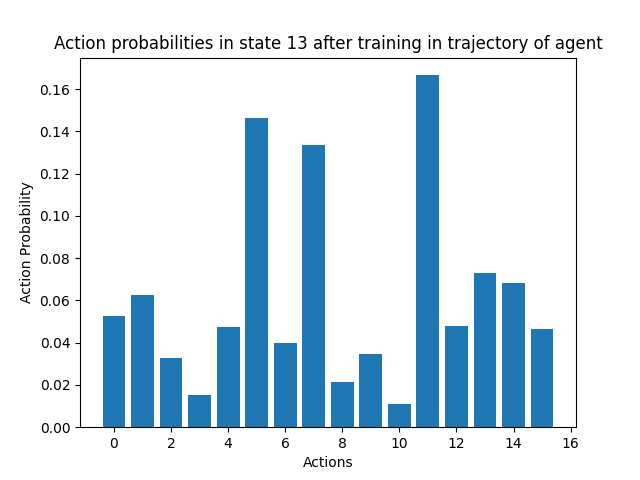 Action probabilities in state 13 after training in trajectory of agent
0.16
0.14
0.12
0.10
0.08
0.06
0.04
0.02
0.00
Action Probability
0 2 4 6 8 10 12 14 16
Actions